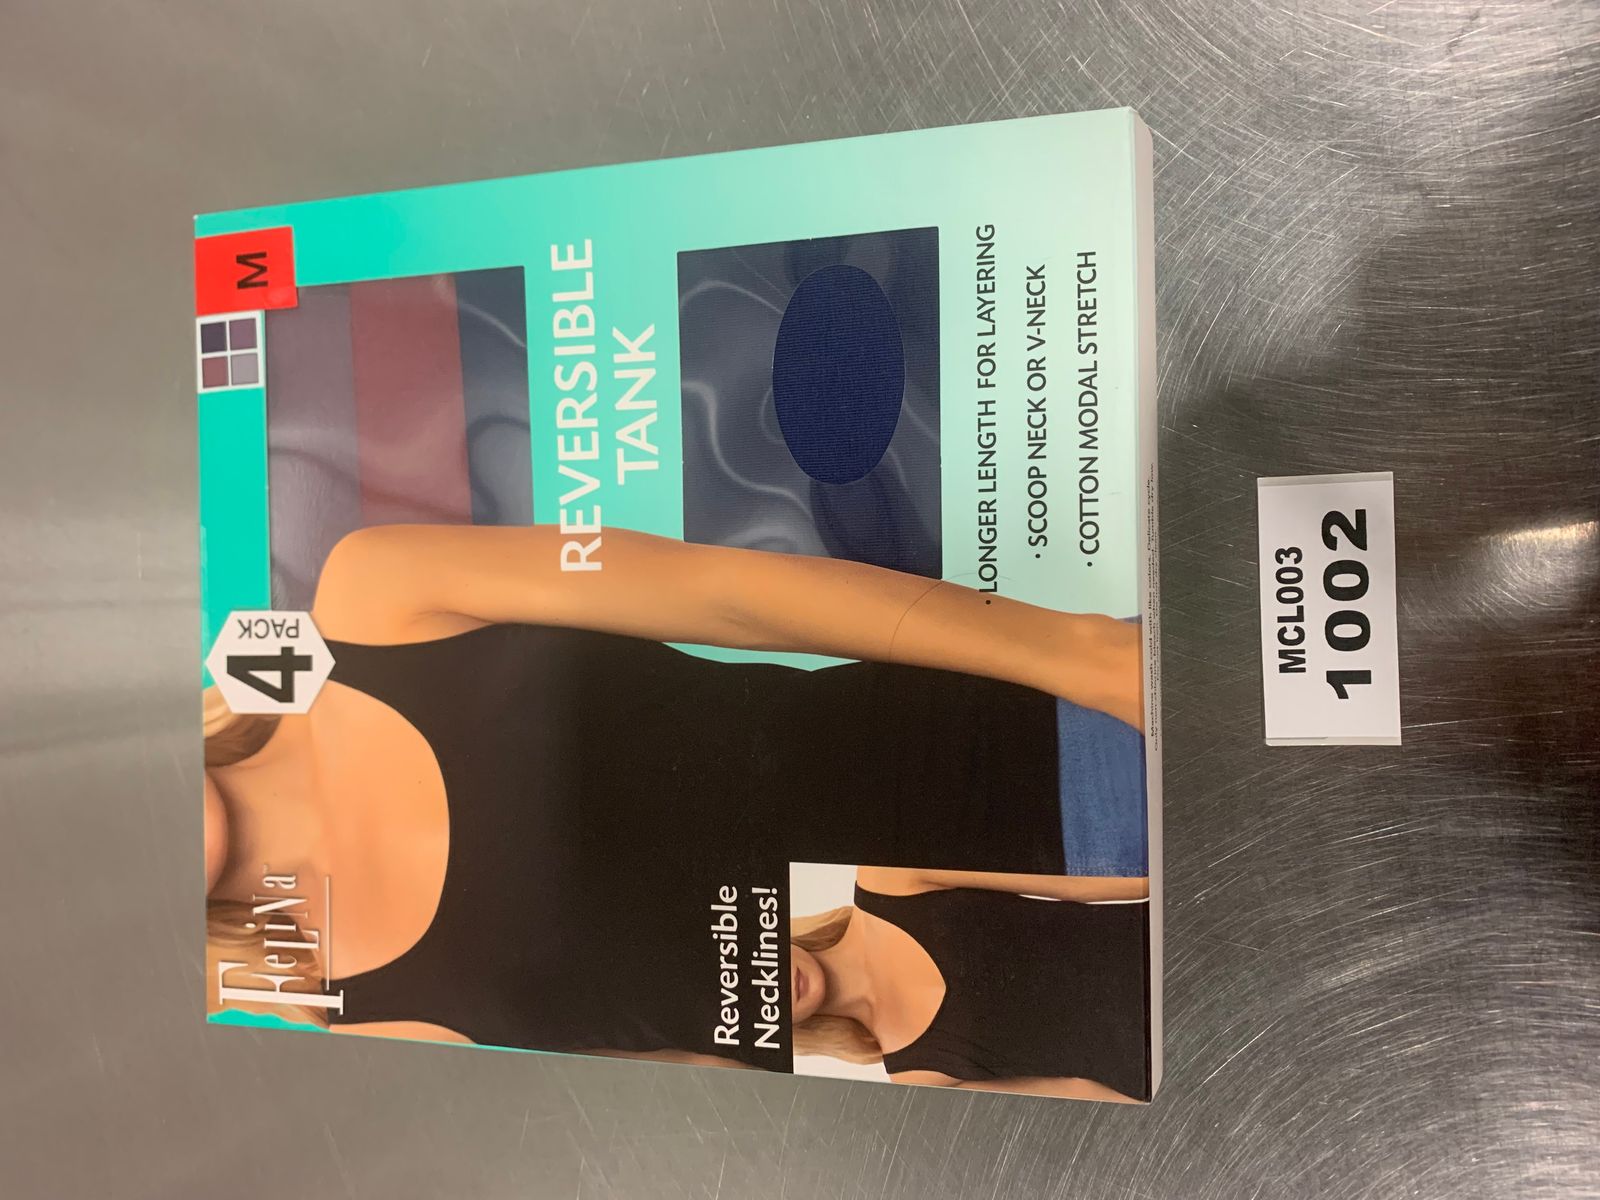 FeLiNa™
4
PACK
M
REVERSIBLE
TANK
Reversible
Necklines!
· LONGER LENGTH FOR LAYERING
· SCOOP NECK OR V-NECK
· COTTON MODAL STRETCH
MCL003
1002